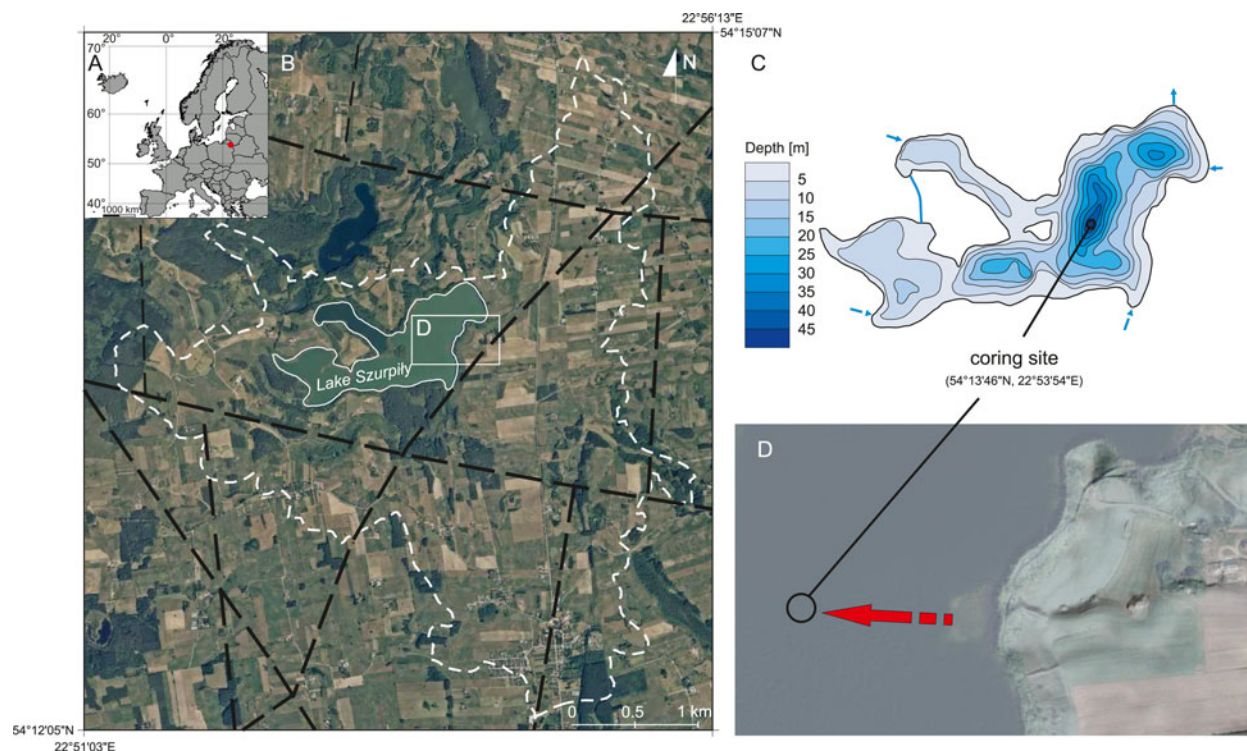 22°56'13"E
54°15'07"N
20° 0° 20°
70°
A
60°
50°
40°
1000 km
B
N
D
Lake Szurpiły
0 0.5 1 km
54°12'05"N
22°51'03"E
C
Depth [m]
5
10
15
20
25
30
35
40
45
coring site
(54°13'46"N, 22°53'54"E)
D